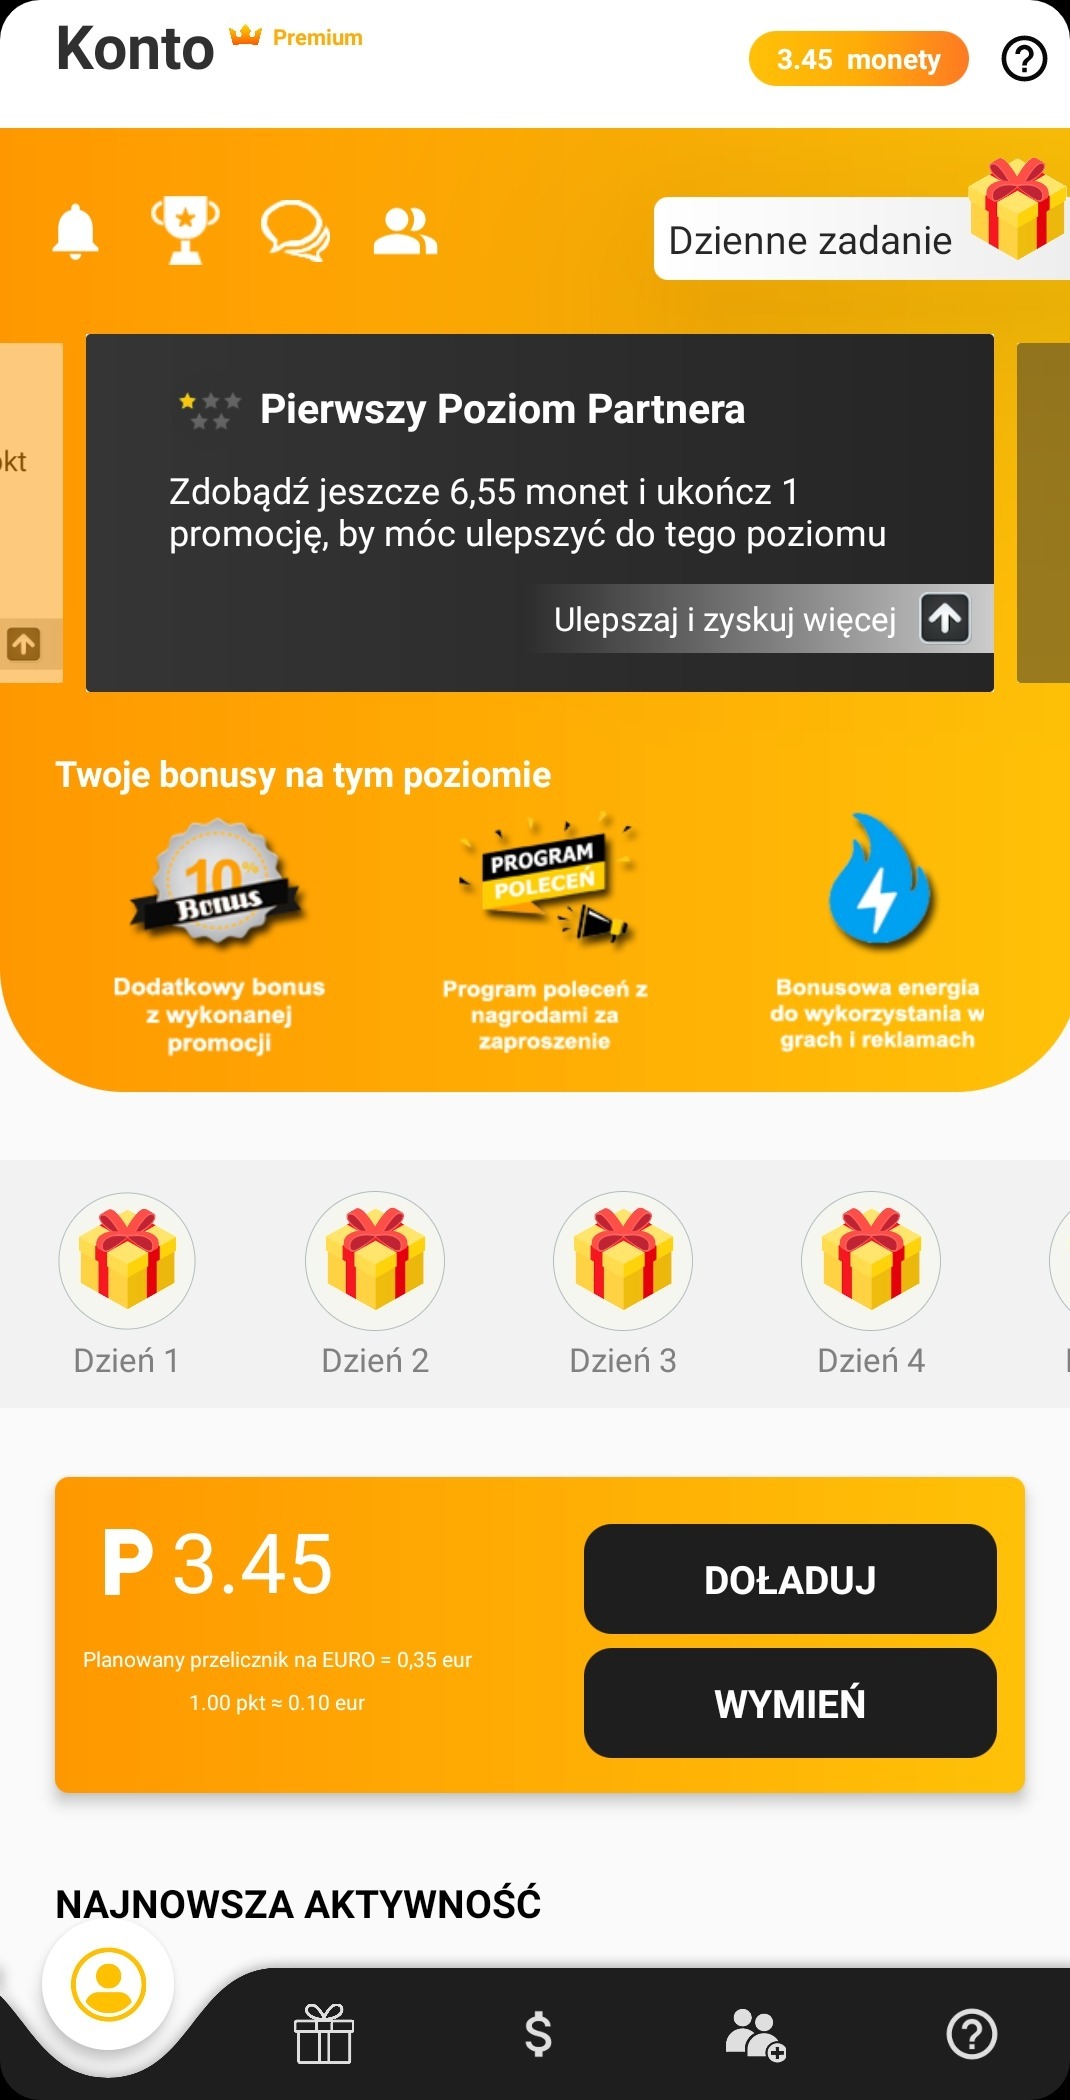 Konto
Premium
3.45 monety
Dzienne zadanie
pkt
Pierwszy Poziom Partnera
Zdobądź jeszcze 6,55 monet i ukończ 1
promocję, by móc ulepszyć do tego poziomu
Ulepszaj i zyskuj więcej
Twoje bonusy na tym poziomie
10%
Bonus
PROGRAM
POLECEŃ
Dodatkowy bonus
z wykonanej
promocji
Program poleceń z
nagrodami za
zaproszenie
Bonusowa energia
do wykorzystania w
grach i reklamach
Dzień 1
Dzień 2
Dzień 3
Dzień 4
P 3.45
Planowany przelicznik na EURO = 0,35 eur
1.00 pkt ≈ 0.10 eur
DOŁADUJ
WYMIEŃ
NAJNOWSZA AKTYWNOŚĆ